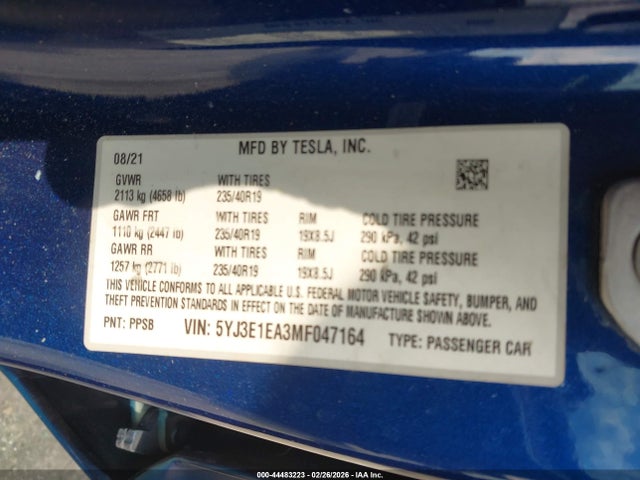 08/21
MFD BY TESLA, INC.
GVWR WITH TIRES
2113 kg (4658 lb) 235/40R19
GAWR FRT WITH TIRES RIM COLD TIRE PRESSURE
1110 kg (2447 lb) 235/40R19 19X8.5J 290 kPa, 42 psi
GAWR RR WITH TIRES RIM COLD TIRE PRESSURE
1257 kg (2771 lb) 235/40R19 19X8.5J 290 kPa, 42 psi
THIS VEHICLE CONFORMS TO ALL APPLICABLE U.S. FEDERAL MOTOR VEHICLE SAFETY, BUMPER, AND
THEFT PREVENTION STANDARDS IN EFFECT ON THE DATE OF MANUFACTURE SHOWN ABOVE.
PNT: PPSB VIN: 5YJ3E1EA3MF047164 TYPE: PASSENGER CAR
000-44483223 - 02/26/2026 - IAA Inc.